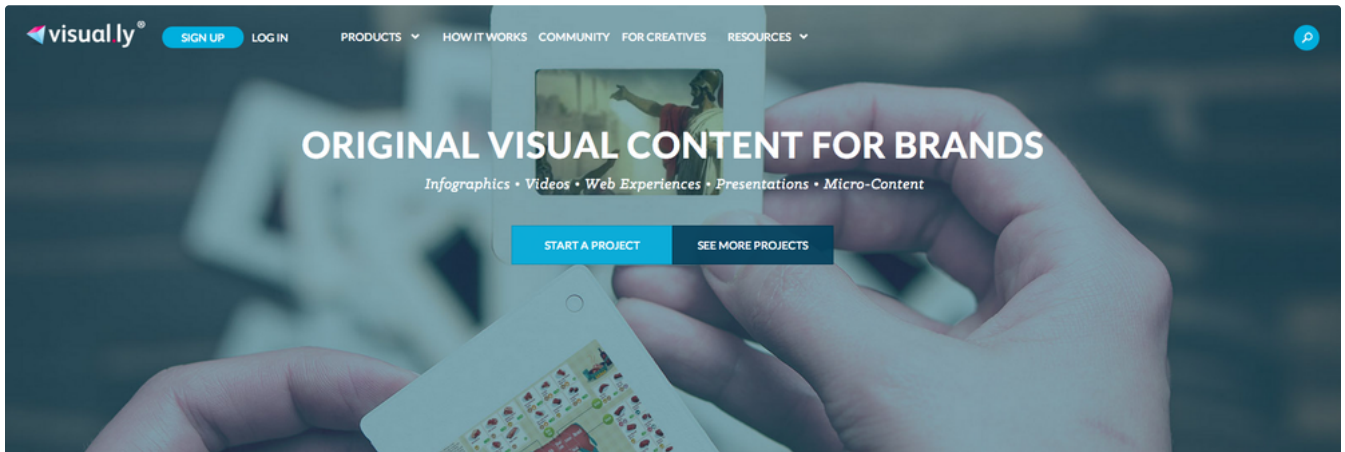 visual.ly®
SIGN UP LOG IN PRODUCTS HOW IT WORKS COMMUNITY FOR CREATIVES RESOURCES
ORIGINAL VISUAL CONTENT FOR BRANDS
Infographics • Videos • Web Experiences • Presentations • Micro-Content
START A PROJECT SEE MORE PROJECTS